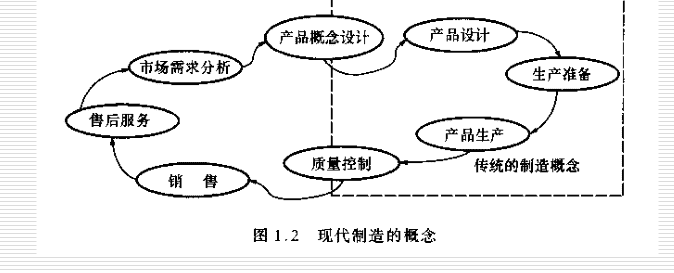 产品概念设计
产品设计
市场需求分析
生产准备
售后服务
产品生产
质量控制
传统的制造概念
销 售
图1.2 现代制造的概念